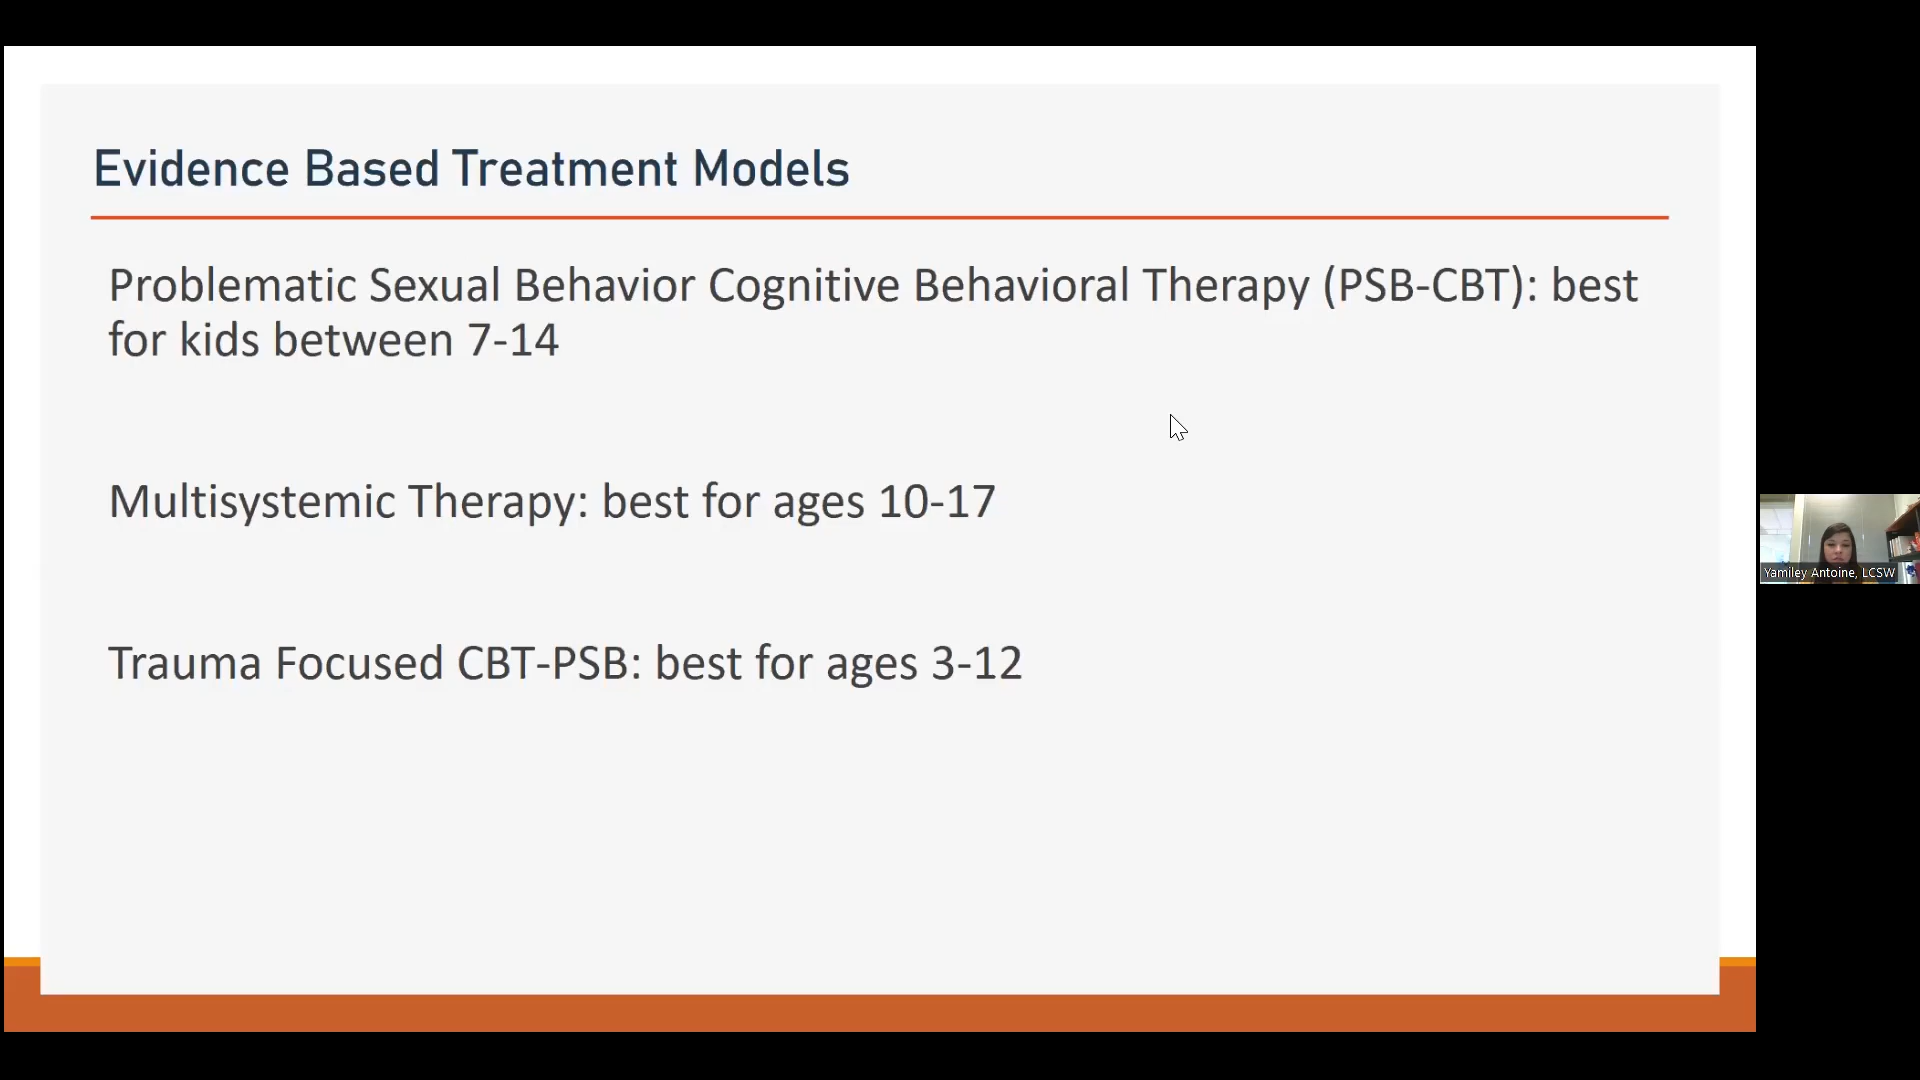 Evidence Based Treatment Models
Problematic Sexual Behavior Cognitive Behavioral Therapy (PSB-CBT): best
for kids between 7-14
Multisystemic Therapy: best for ages 10-17
Trauma Focused CBT-PSB: best for ages 3-12
Yamiley Antoine, LCSW